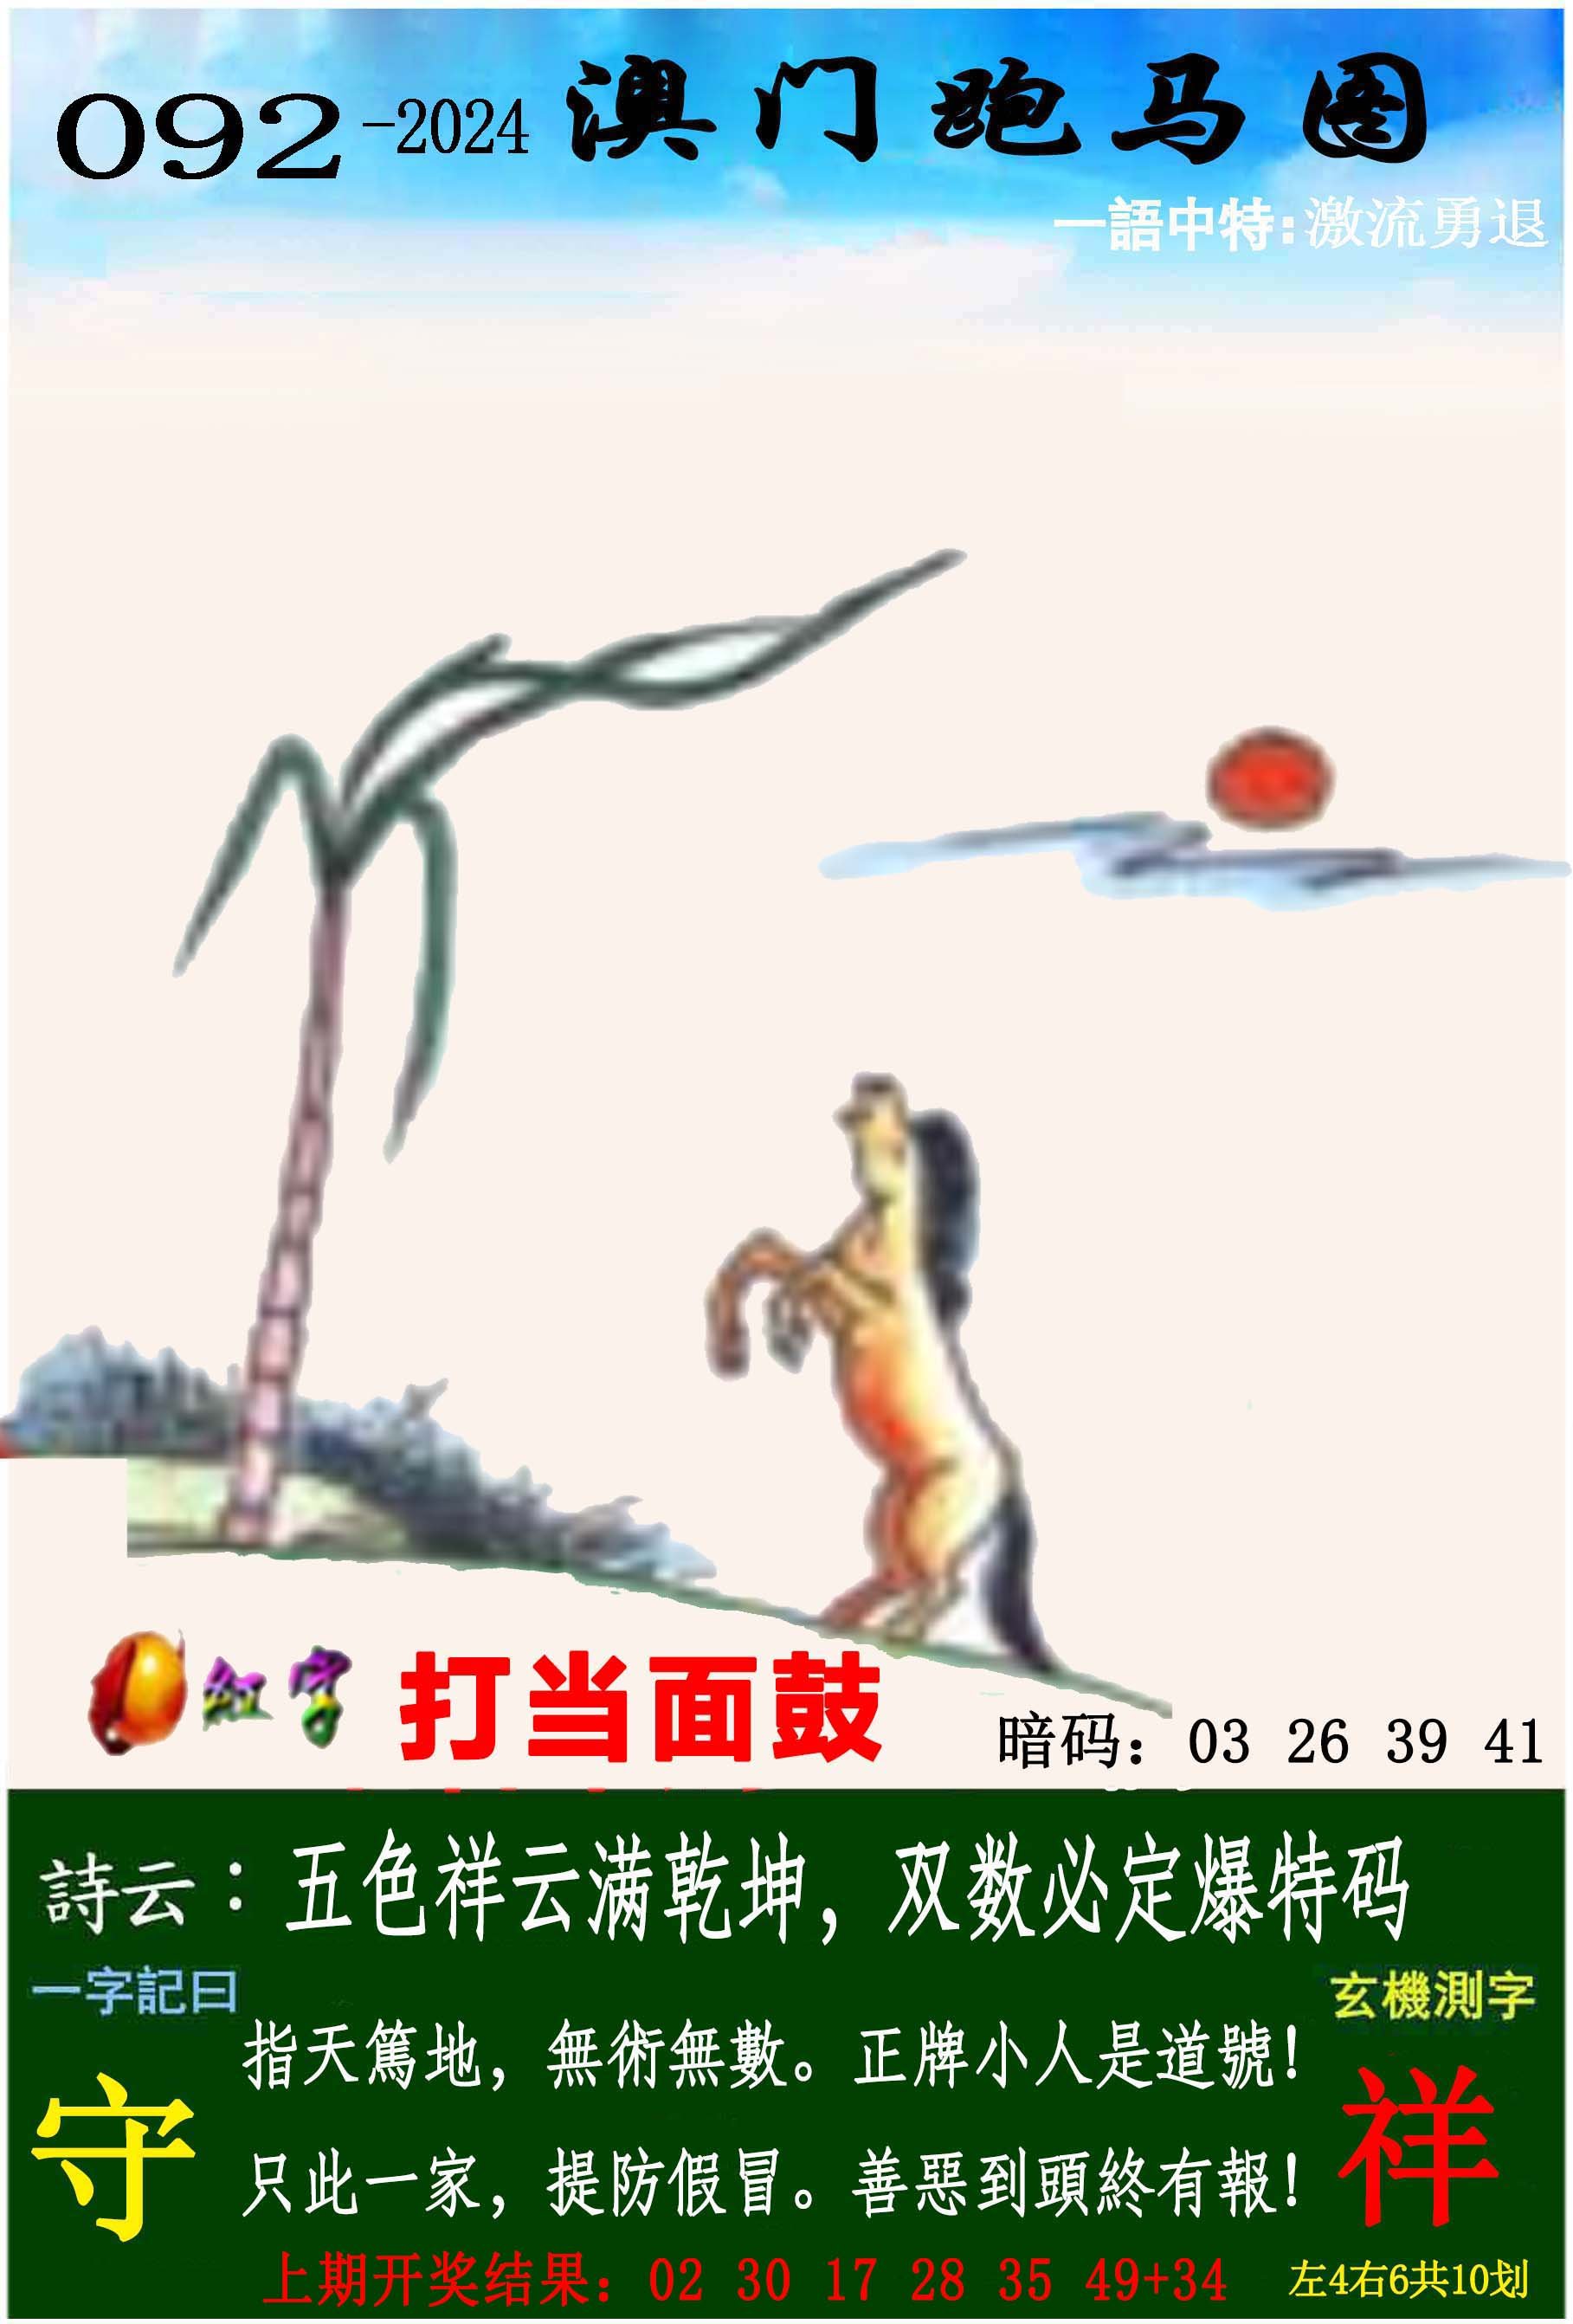 092-2024 澳门跑马图
一語中特:激流勇退
红字 打当面鼓
暗码：03 26 39 41
詩云：五色祥云满乾坤，双数必定爆特码
一字記日
玄機測字
指天篤地，無術無數。正牌小人是道號！
守
祥
只此一家，提防假冒。善惡到頭終有報！
上期开奖结果：02 30 17 28 35 49+34
左4右6共10划